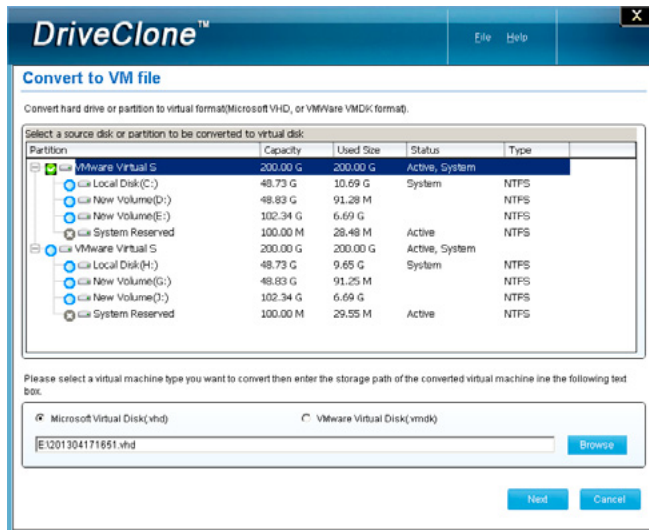 DriveClone™
File Help
X
Convert to VM file
Convert hard drive or partition to virtual format(Microsoft VHD, or VMWare VMDK format).
Select a source disk or partition to be converted to virtual disk
Partition Capacity Used Size Status Type
VMware Virtual S 200.00 G 200.00 G Active, System
Local Disk(C:) 48.73 G 10.69 G System NTFS
New Volume(D:) 48.83 G 91.28 M NTFS
New Volume(E:) 102.34 G 6.69 G NTFS
System Reserved 100.00 M 28.48 M Active NTFS
VMware Virtual S 200.00 G 200.00 G Active, System
Local Disk(H:) 48.73 G 9.65 G System NTFS
New Volume(G:) 48.83 G 91.25 M NTFS
New Volume(J:) 102.34 G 6.69 G NTFS
System Reserved 100.00 M 29.55 M Active NTFS
Please select a virtual machine type you want to convert then enter the storage path of the converted virtual machine ine the following text
box.
Microsoft Virtual Disk(vhd) VMware Virtual Disk(vmdk)
E:\201304171651.vhd Browse
Next Cancel